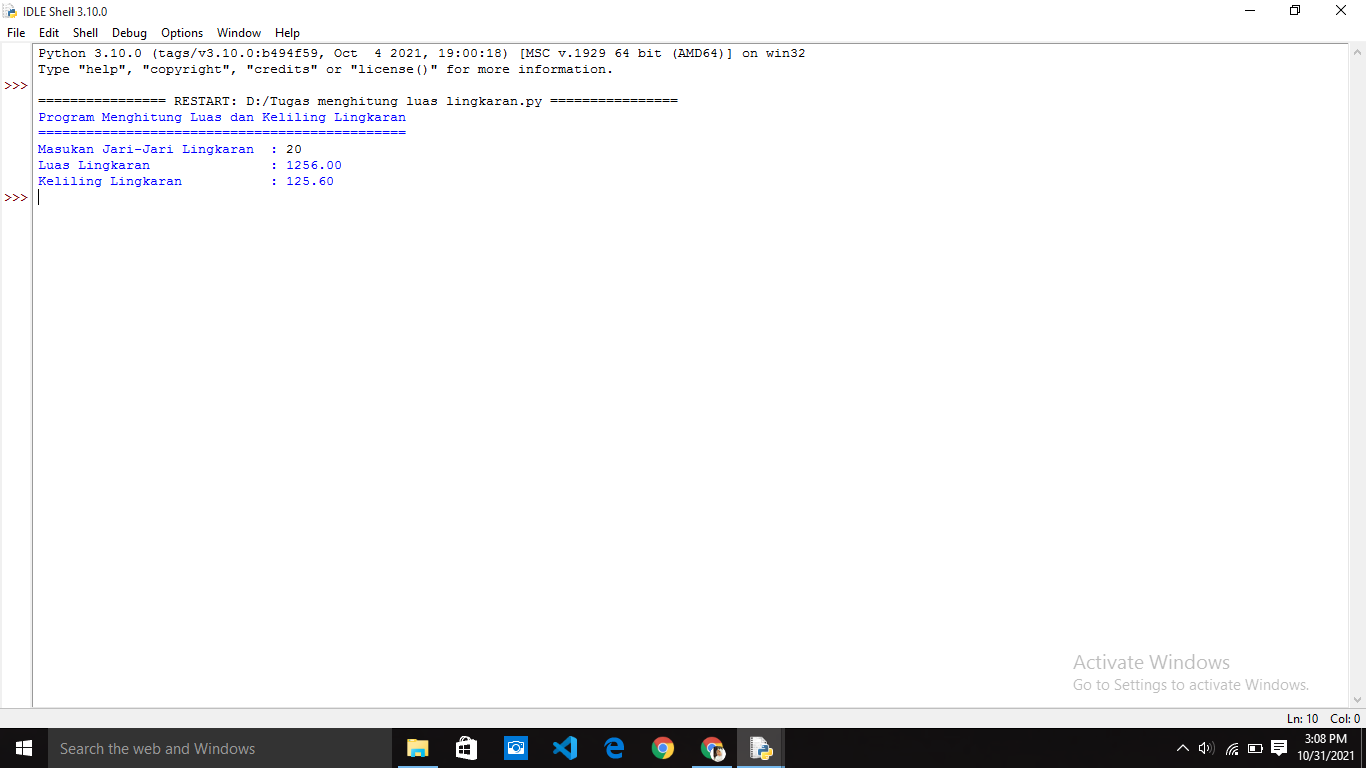 IDLE Shell 3.10.0
File Edit Shell Debug Options Window Help
Python 3.10.0 (tags/v3.10.0:b494f59, Oct  4 2021, 19:00:18) [MSC v.1929 64 bit (AMD64)] on win32
Type "help", "copyright", "credits" or "license()" for more information.
>>>
================ RESTART: D:/Tugas menghitung luas lingkaran.py ================
Program Menghitung Luas dan Keliling Lingkaran
==============================================
Masukan Jari-Jari Lingkaran  : 20
Luas Lingkaran               : 1256.00
Keliling Lingkaran           : 125.60
>>>
Activate Windows
Go to Settings to activate Windows.
Ln: 10 Col: 0
Search the web and Windows
3:08 PM
10/31/2021